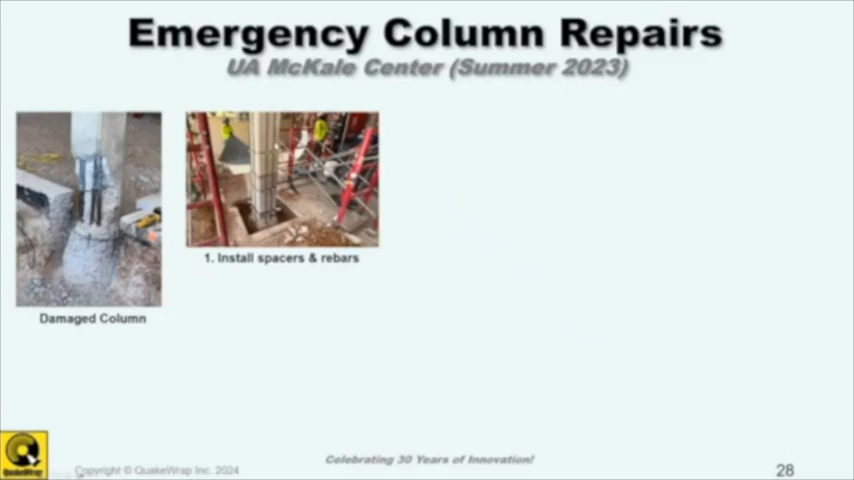 Emergency Column Repairs
UA McKale Center (Summer 2023)
1. Install spacers & rebars
Damaged Column
QuakeWrap
Copyright © QuakeWrap Inc. 2024
Celebrating 30 Years of Innovation!
28